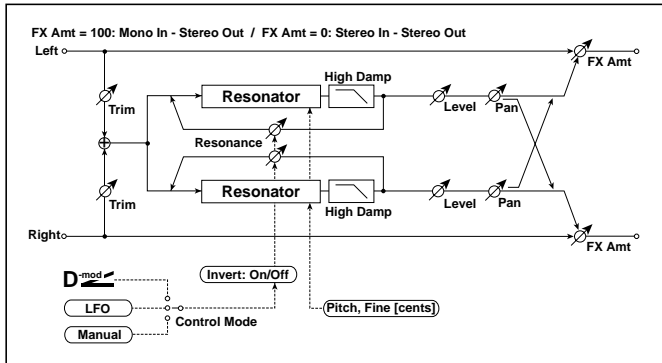 FX Amt = 100: Mono In - Stereo Out / FX Amt = 0: Stereo In - Stereo Out
Left
FX Amt
High Damp
Resonator
Trim
Level
Pan
Resonance
Resonator
Trim
High Damp
Level
Pan
Right
FX Amt
D-mod
Invert: On/Off
LFO
Pitch, Fine [cents]
Control Mode
Manual